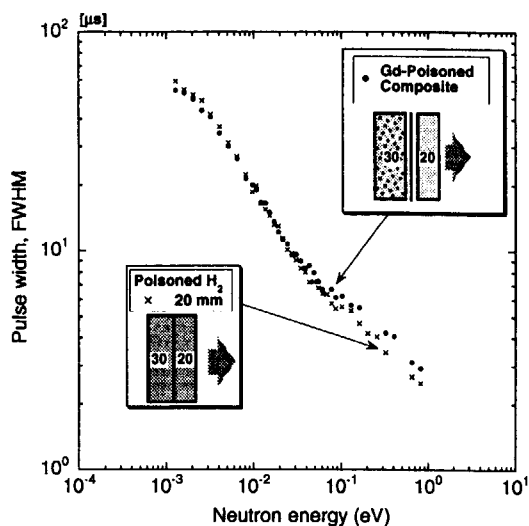 [µs]
10²
10¹
10⁰
Pulse width, FWHM
● Gd-Poisoned
Composite
30 20
Poisoned H₂
× 20 mm
30 20
10⁻⁴ 10⁻³ 10⁻² 10⁻¹ 10⁰ 10¹
Neutron energy (eV)